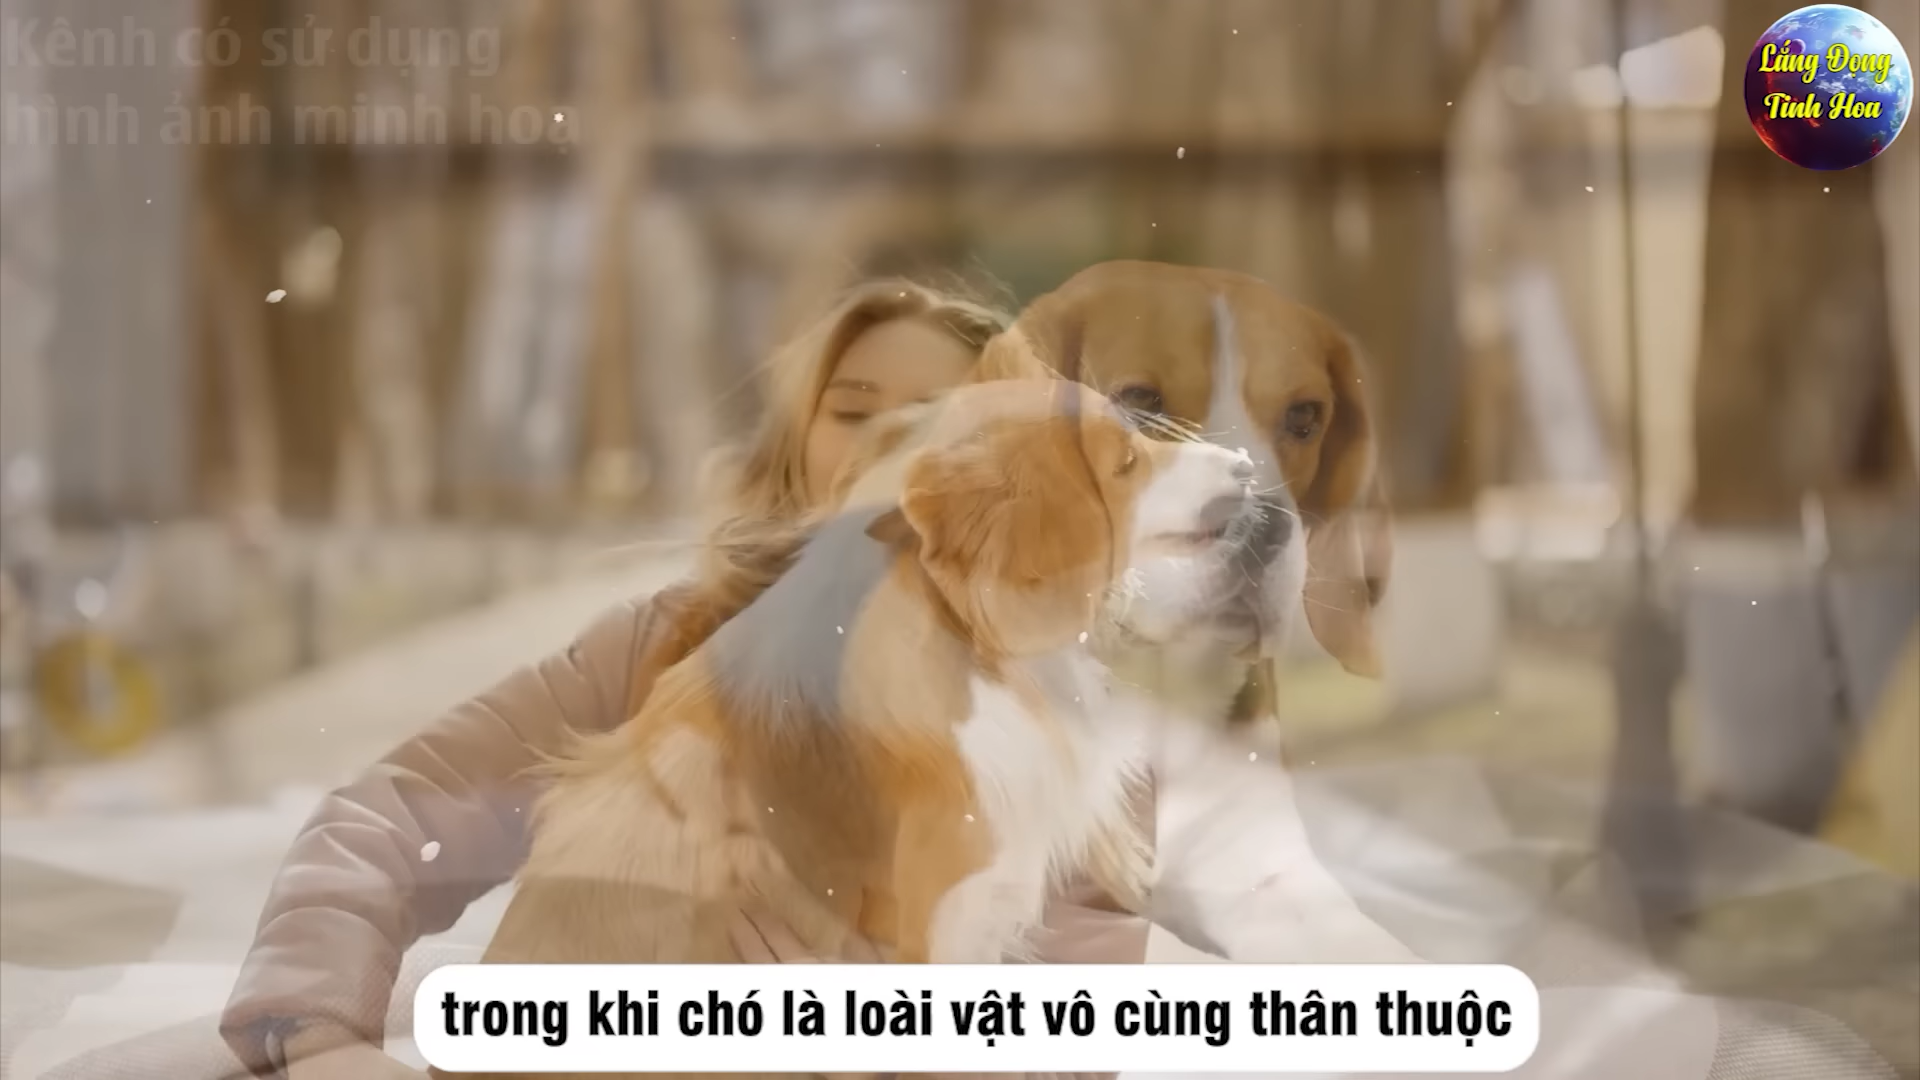 Kênh có sử dụng
hình ảnh minh hoạ
Lắng Đọng
Tinh Hoa
trong khi chó là loài vật vô cùng thân thuộc